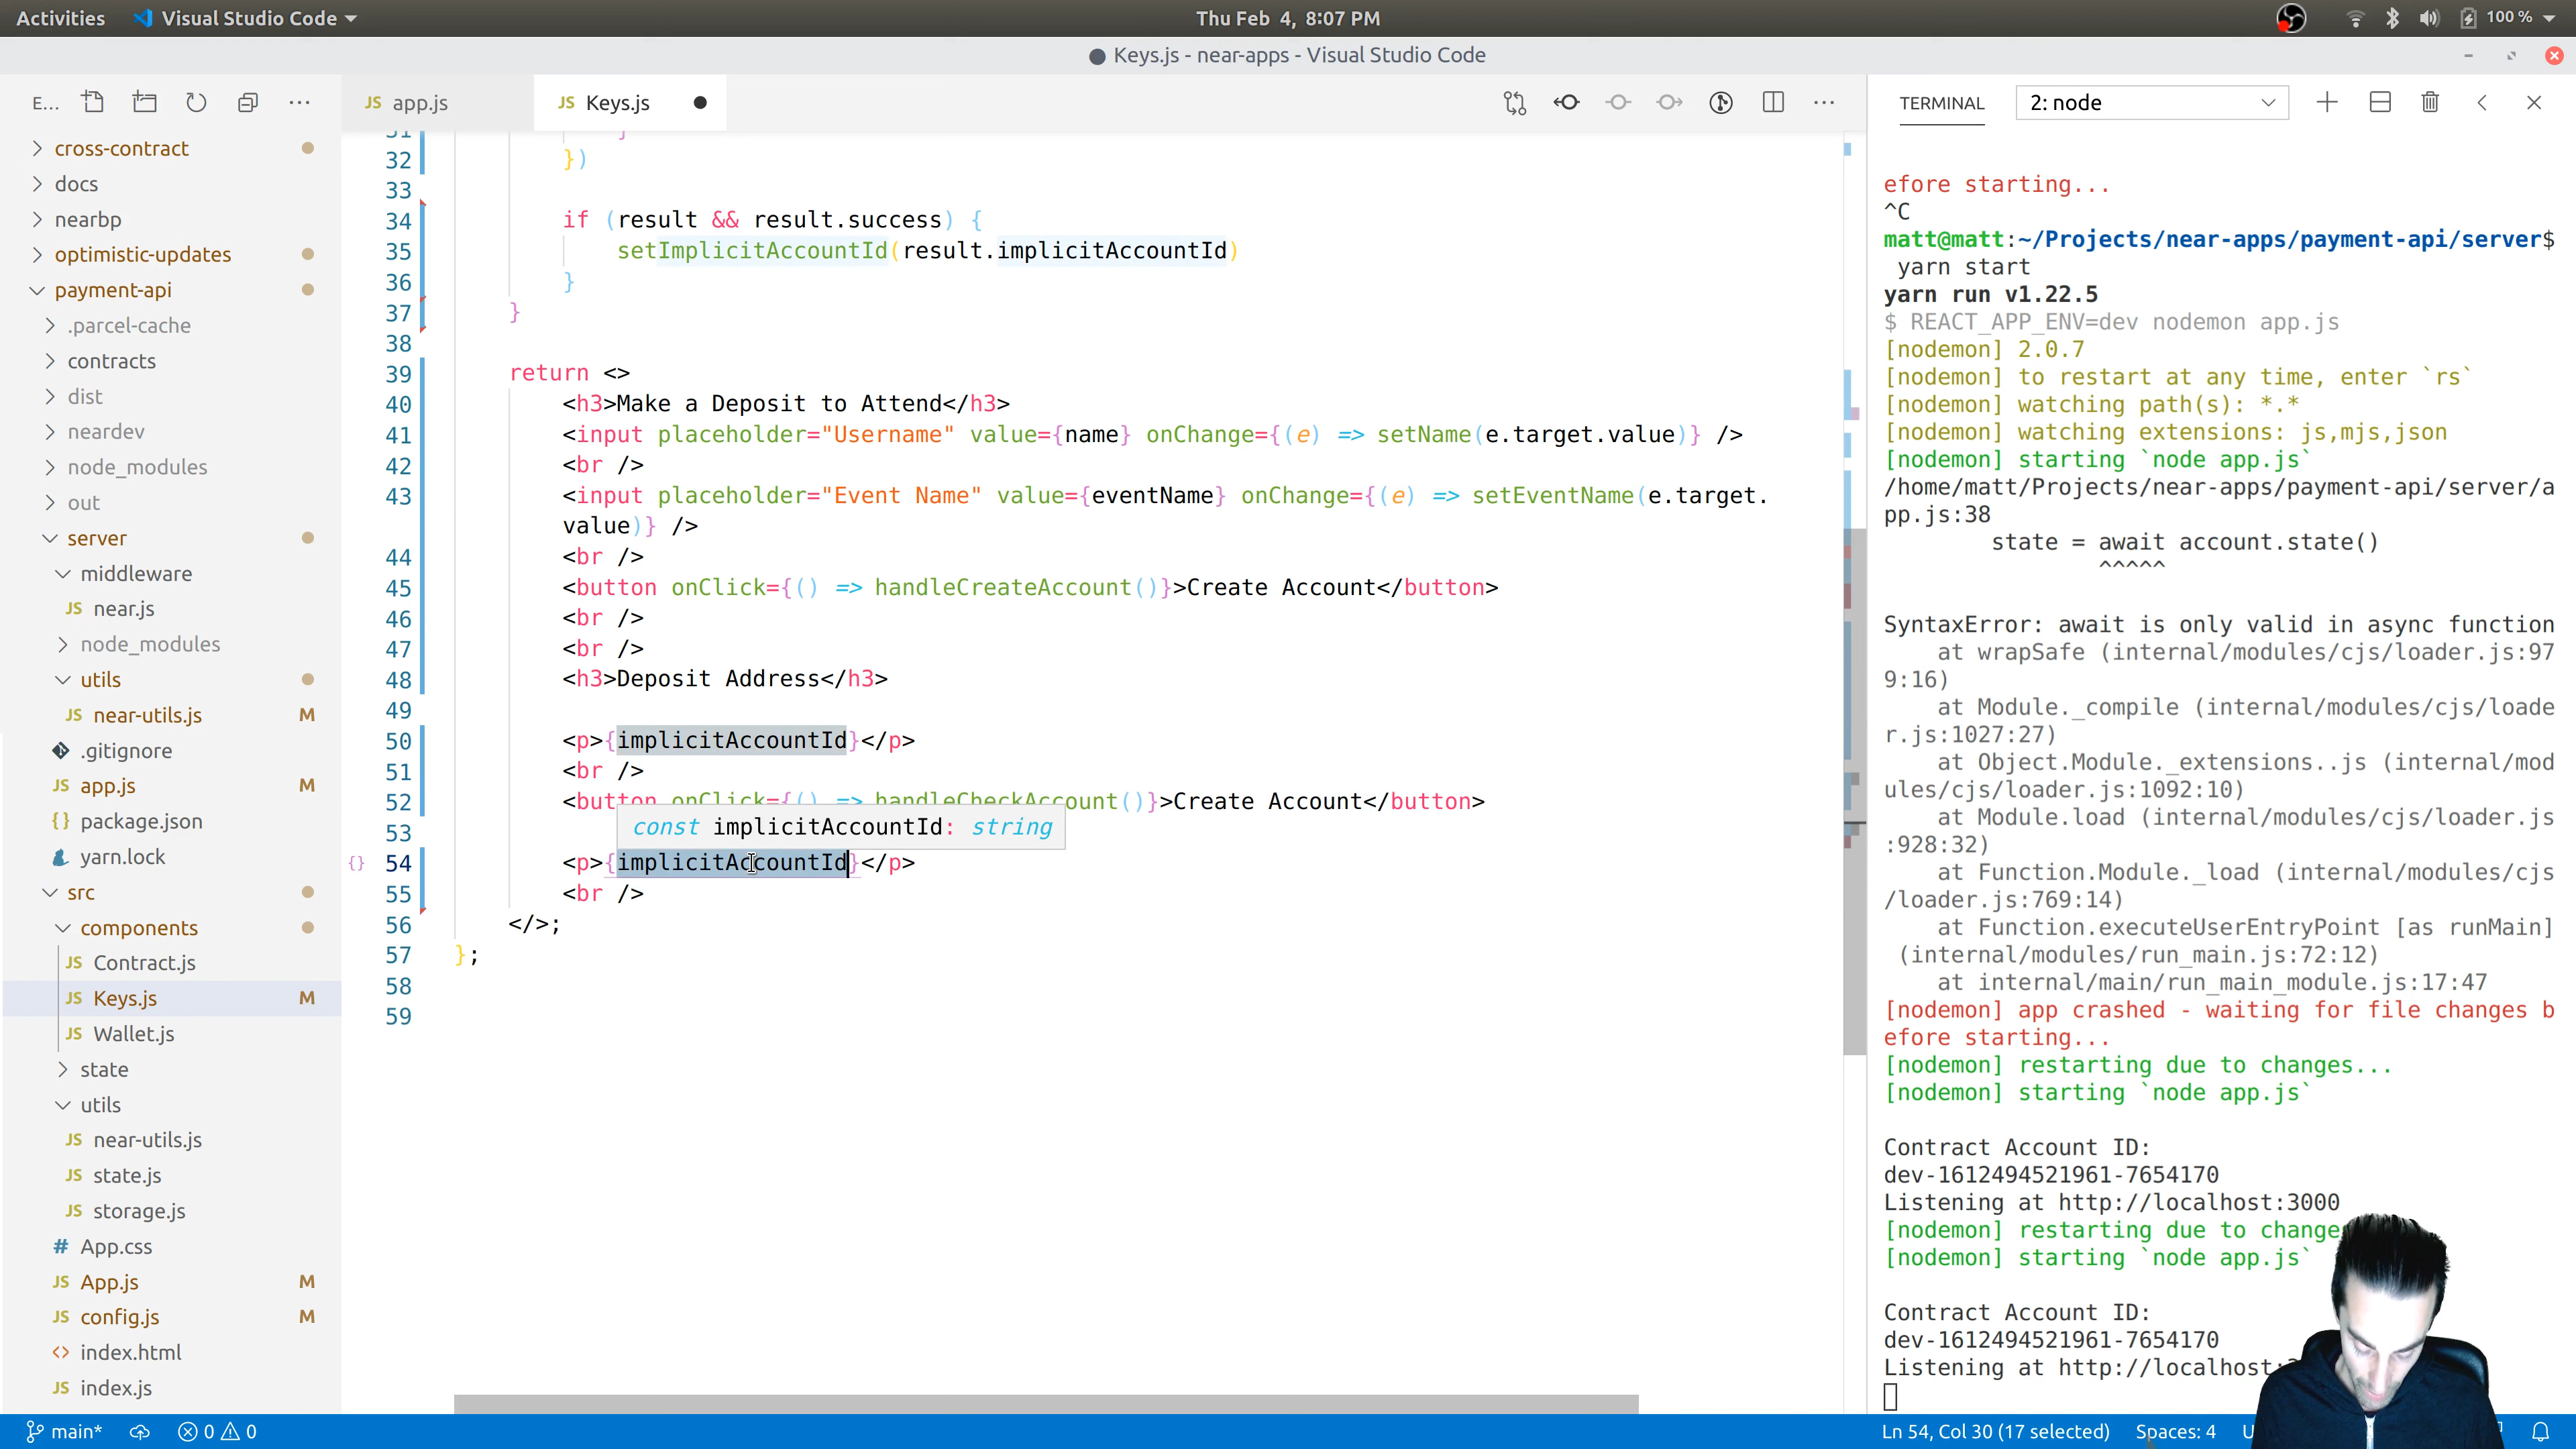 Activities
Visual Studio Code
Thu Feb 4, 8:07 PM
100 %
● Keys.js - near-apps - Visual Studio Code
E...
JS app.js
JS Keys.js
TERMINAL
2: node
cross-contract
docs
nearbp
optimistic-updates
payment-api
.parcel-cache
contracts
dist
neardev
node_modules
out
server
middleware
JS near.js
node_modules
utils
JS near-utils.js M
.gitignore
JS app.js M
{} package.json
yarn.lock
src
components
JS Contract.js
JS Keys.js M
JS Wallet.js
state
utils
JS near-utils.js
JS state.js
JS storage.js
# App.css
JS App.js M
JS config.js M
<> index.html
JS index.js
31 }
32 })
33
34 if (result && result.success) {
35 setImplicitAccountId(result.implicitAccountId)
36 }
37 }
38
39 return <>
40 <h3>Make a Deposit to Attend</h3>
41 <input placeholder="Username" value={name} onChange={(e) => setName(e.target.value)} />
42 <br />
43 <input placeholder="Event Name" value={eventName} onChange={(e) => setEventName(e.target.
value)} />
44 <br />
45 <button onClick={() => handleCreateAccount()}>Create Account</button>
46 <br />
47 <br />
48 <h3>Deposit Address</h3>
49
50 <p>{implicitAccountId}</p>
51 <br />
52 <button onClick={() => handleCheckAccount()}>Create Account</button>
const implicitAccountId: string
53
{} 54 <p>{implicitAccountId}</p>
55 <br />
56 </>;
57 };
58
59
efore starting...
^C
matt@matt:~/Projects/near-apps/payment-api/server$
yarn start
yarn run v1.22.5
$ REACT_APP_ENV=dev nodemon app.js
[nodemon] 2.0.7
[nodemon] to restart at any time, enter `rs`
[nodemon] watching path(s): *.*
[nodemon] watching extensions: js,mjs,json
[nodemon] starting `node app.js`
/home/matt/Projects/near-apps/payment-api/server/a
pp.js:38
state = await account.state()
^^^^^
SyntaxError: await is only valid in async function
at wrapSafe (internal/modules/cjs/loader.js:97
9:16)
at Module._compile (internal/modules/cjs/loade
r.js:1027:27)
at Object.Module._extensions..js (internal/mod
ules/cjs/loader.js:1092:10)
at Module.load (internal/modules/cjs/loader.js
:928:32)
at Function.Module._load (internal/modules/cjs
/loader.js:769:14)
at Function.executeUserEntryPoint [as runMain]
(internal/modules/run_main.js:72:12)
at internal/main/run_main_module.js:17:47
[nodemon] app crashed - waiting for file changes b
efore starting...
[nodemon] restarting due to changes...
[nodemon] starting `node app.js`
Contract Account ID:
dev-1612494521961-7654170
Listening at http://localhost:3000
[nodemon] restarting due to change
[nodemon] starting `node app.js`
Contract Account ID:
dev-1612494521961-7654170
Listening at http://localhost:
main*
0 0
Ln 54, Col 30 (17 selected)
Spaces: 4